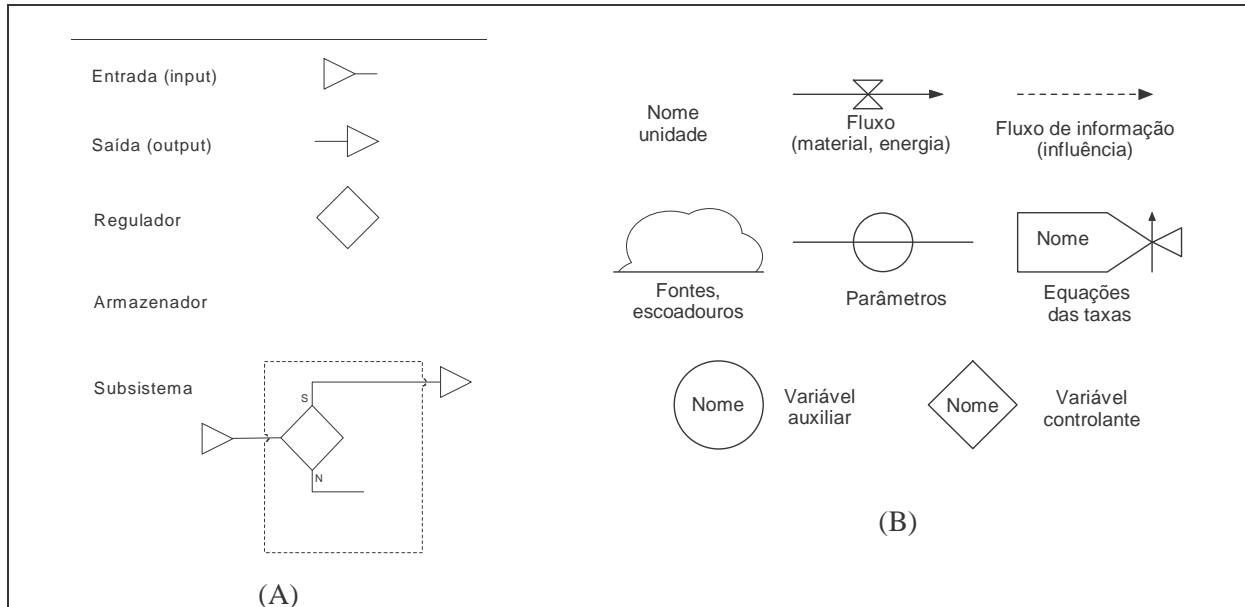 Entrada (input)
Saída (output)
Regulador
Armazenador
Subsistema
S
N
(A)
Nome
unidade
Fluxo
(material, energia)
Fluxo de informação
(influência)
Fontes,
escoadouros
Parâmetros
Nome
Equações
das taxas
Nome
Variável
auxiliar
Nome
Variável
controlante
(B)